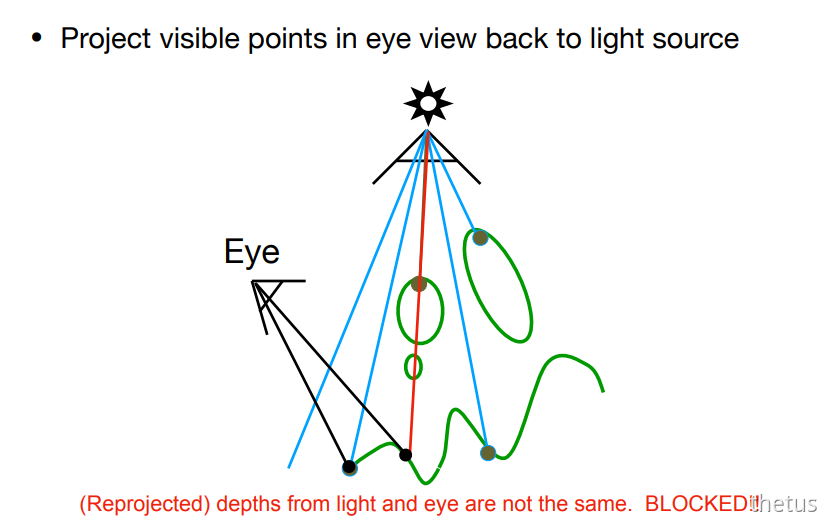 • Project visible points in eye view back to light source
Eye
(Reprojected) depths from light and eye are not the same. BLOCKED!!
thetus